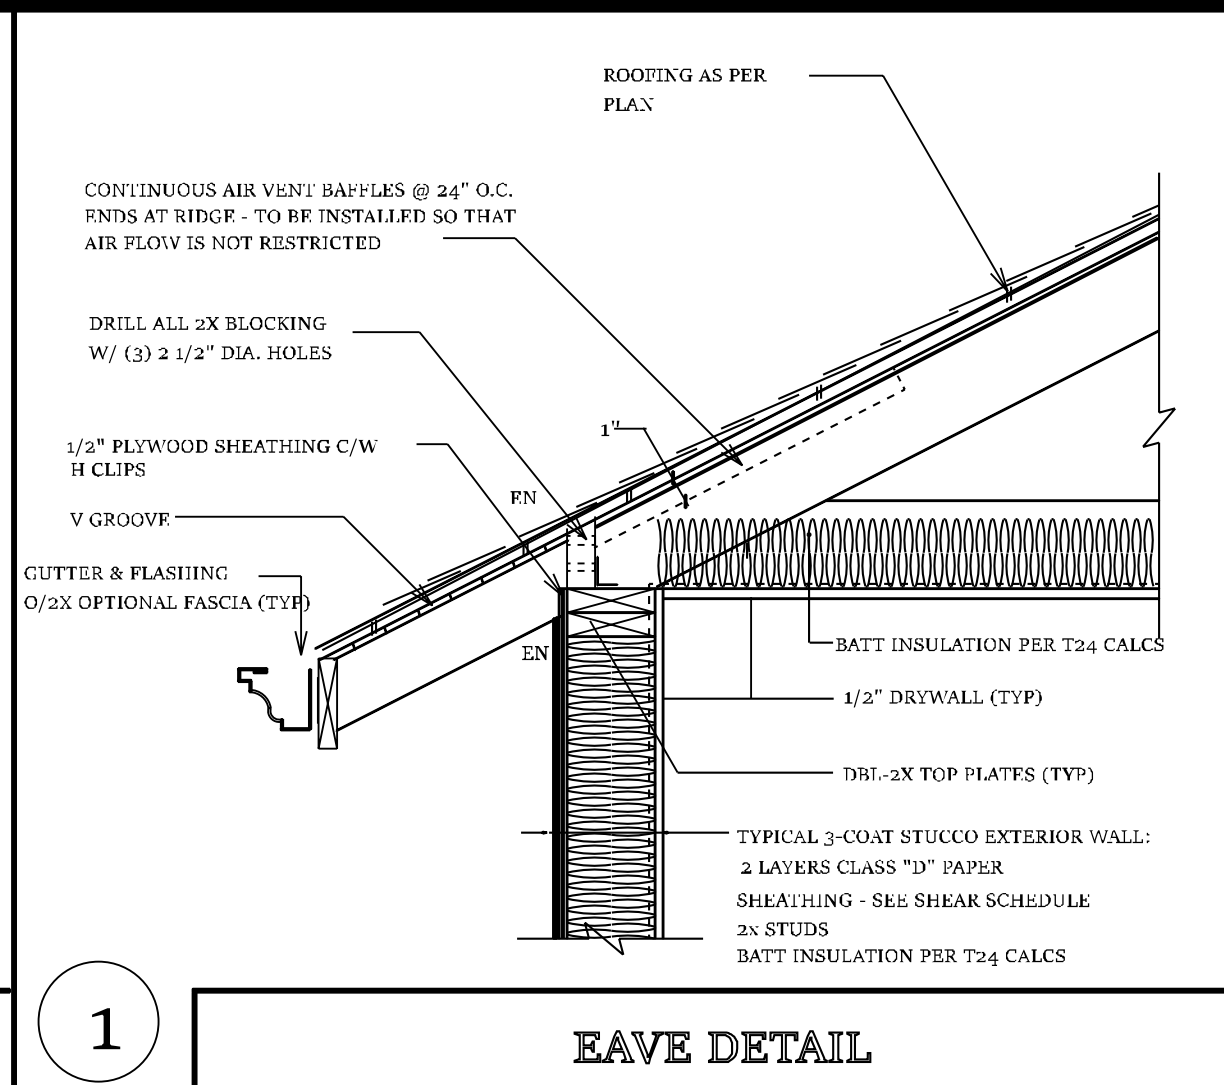 ROOFING AS PER
PLAN
CONTINUOUS AIR VENT BAFFLES @ 24" O.C.
ENDS AT RIDGE - TO BE INSTALLED SO THAT
AIR FLOW IS NOT RESTRICTED
DRILL ALL 2X BLOCKING
W/ (3) 2 1/2" DIA. HOLES
1"
1/2" PLYWOOD SHEATHING C/W
H CLIPS
EN
V GROOVE
GUTTER & FLASHING
O/2X OPTIONAL FASCIA (TYP)
EN
BATT INSULATION PER T24 CALCS
1/2" DRYWALL (TYP)
DBL-2X TOP PLATES (TYP)
TYPICAL 3-COAT STUCCO EXTERIOR WALL:
2 LAYERS CLASS "D" PAPER
SHEATHING - SEE SHEAR SCHEDULE
2x STUDS
BATT INSULATION PER T24 CALCS
1
EAVE DETAIL